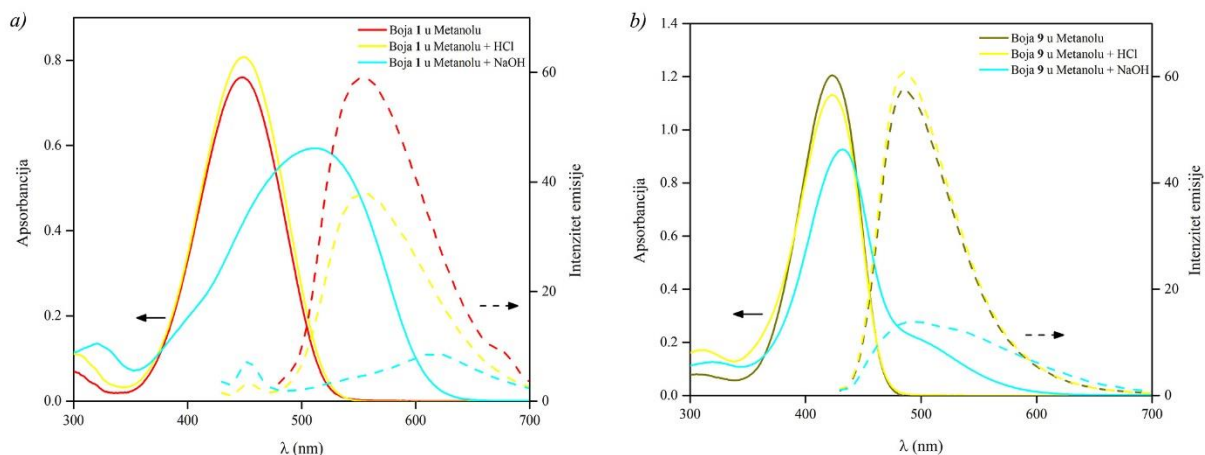 a)
Boja 1 u Metanolu
Boja 1 u Metanolu + HCl
Boja 1 u Metanolu + NaOH
Apsorbancija
0.8
0.6
0.4
0.2
0.0
60
40
20
0
Intenzitet emisije
300 400 500 600 700
λ (nm)
b)
Boja 9 u Metanolu
Boja 9 u Metanolu + HCl
Boja 9 u Metanolu + NaOH
Apsorbancija
1.4
1.2
1.0
0.8
0.6
0.4
0.2
0.0
60
40
20
0
Intenzitet emisije
300 400 500 600 700
λ (nm)